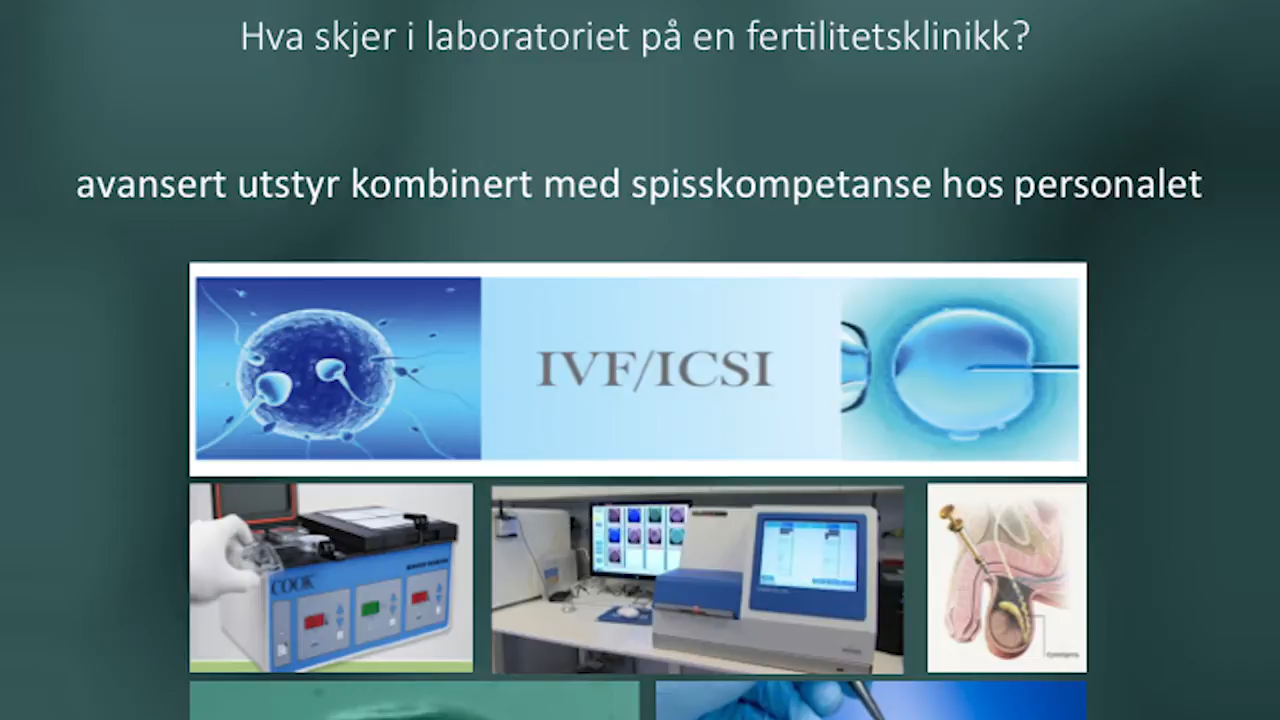 Hva skjer i laboratoriet på en fertilitetsklinikk?
avansert utstyr kombinert med spisskompetanse hos personalet
IVF/ICSI
COOK